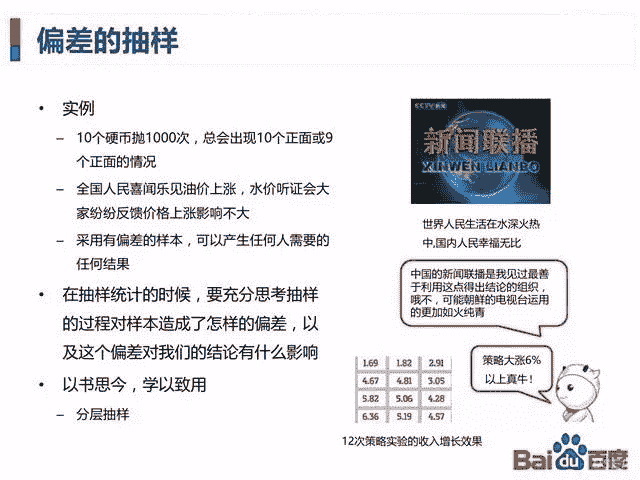 偏差的抽样
• 实例
– 10个硬币抛1000次，总会出现10个正面或9
个正面的情况
– 全国人民喜闻乐见油价上涨，水价听证会大
家纷纷反馈价格上涨影响不大
– 采用有偏差的样本，可以产生任何人需要的
任何结果
• 在抽样统计的时候，要充分思考抽样
的过程对样本造成了怎样的偏差，以
及这个偏差对我们的结论有什么影响
• 以书思今，学以致用
– 分层抽样
CCTV 新闻
新闻联播
XINWEN LIANBO
世界人民生活在水深火热
中,国内人民幸福无比
中国的新闻联播是我见过最善
于利用这点得出结论的组织，
哦不，可能朝鲜的电视台运用
的更加如火纯青
1.69 1.82 2.91
4.67 4.81 3.05
5.82 5.06 4.28
6.36 5.19 4.57
策略大涨6%
以上真牛！
12次策略实验的收入增长效果
Bai du 百度